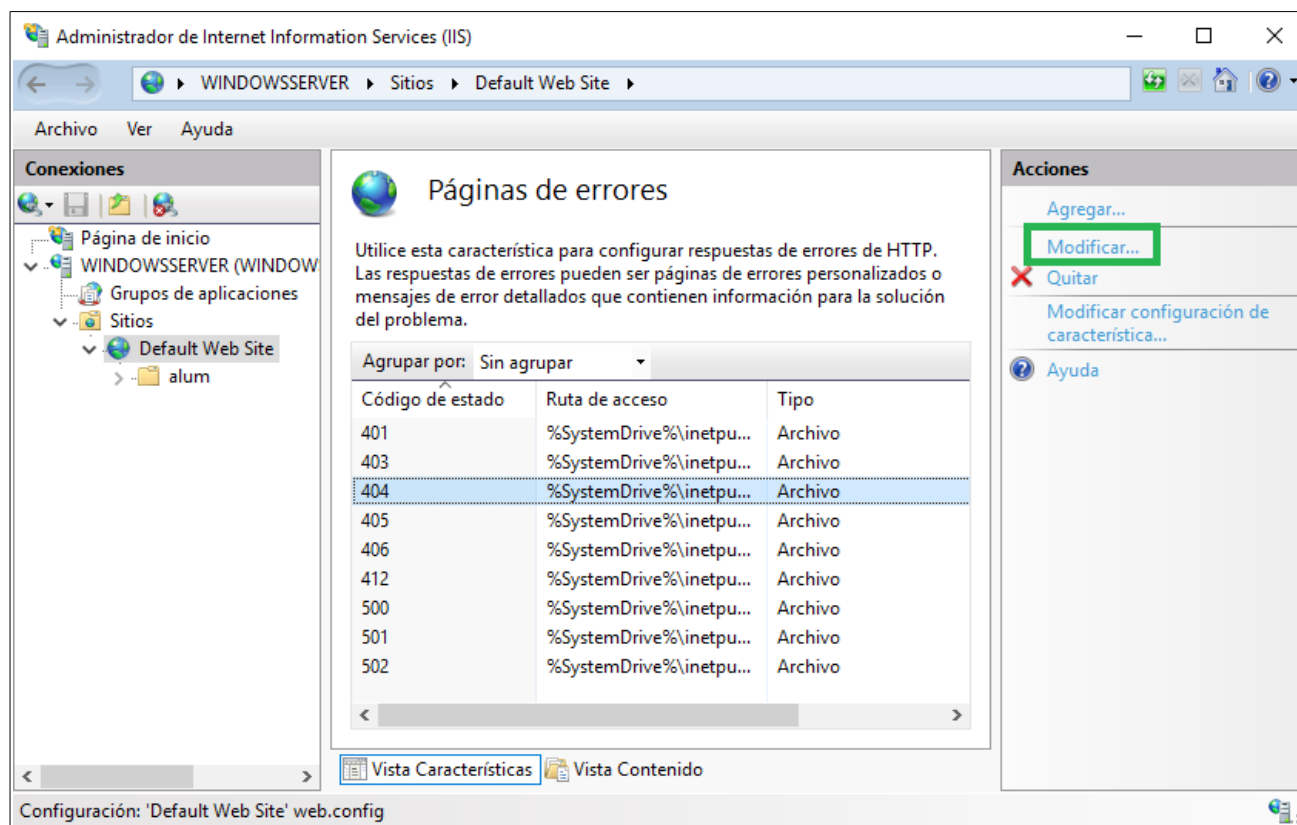 Administrador de Internet Information Services (IIS)
WINDOWSSERVER Sitios Default Web Site
Archivo Ver Ayuda
Conexiones
Página de inicio
WINDOWSSERVER (WINDOW
Grupos de aplicaciones
Sitios
Default Web Site
alum
Páginas de errores
Utilice esta característica para configurar respuestas de errores de HTTP.
Las respuestas de errores pueden ser páginas de errores personalizados o
mensajes de error detallados que contienen información para la solución
del problema.
Agrupar por: Sin agrupar
Código de estado Ruta de acceso Tipo
401 %SystemDrive%\inetpu... Archivo
403 %SystemDrive%\inetpu... Archivo
404 %SystemDrive%\inetpu... Archivo
405 %SystemDrive%\inetpu... Archivo
406 %SystemDrive%\inetpu... Archivo
412 %SystemDrive%\inetpu... Archivo
500 %SystemDrive%\inetpu... Archivo
501 %SystemDrive%\inetpu... Archivo
502 %SystemDrive%\inetpu... Archivo
Vista Características Vista Contenido
Acciones
Agregar...
Modificar...
Quitar
Modificar configuración de
característica...
Ayuda
Configuración: 'Default Web Site' web.config